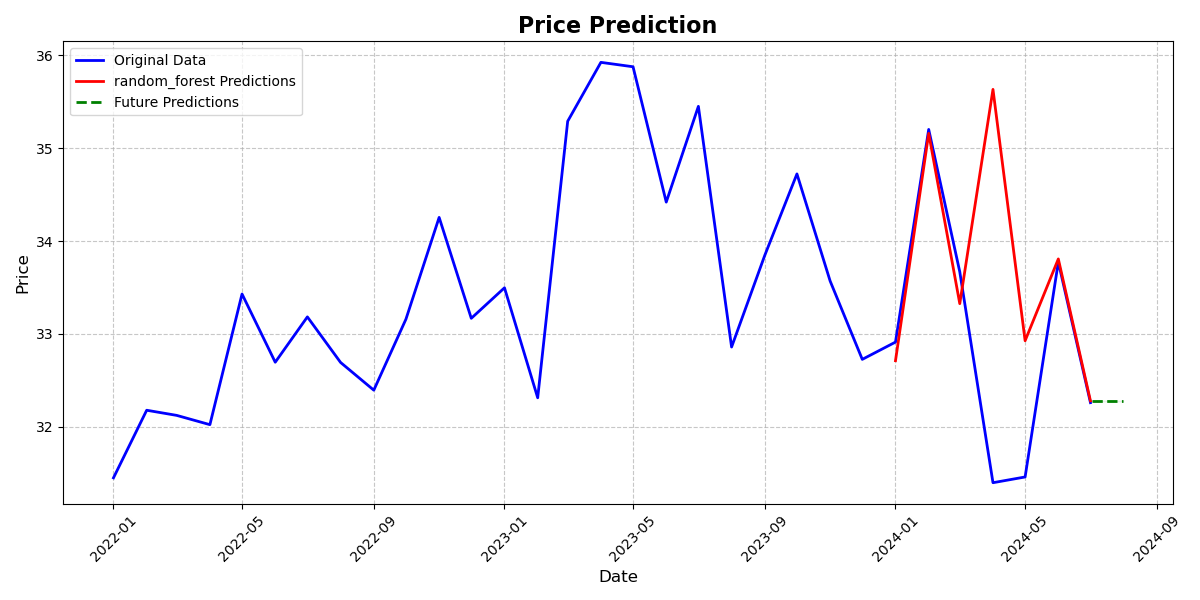 Price Prediction
Original Data
random_forest Predictions
Future Predictions
Price
36
35
34
33
32
2022-01
2022-05
2022-09
2023-01
2023-05
2023-09
2024-01
2024-05
2024-09
Date